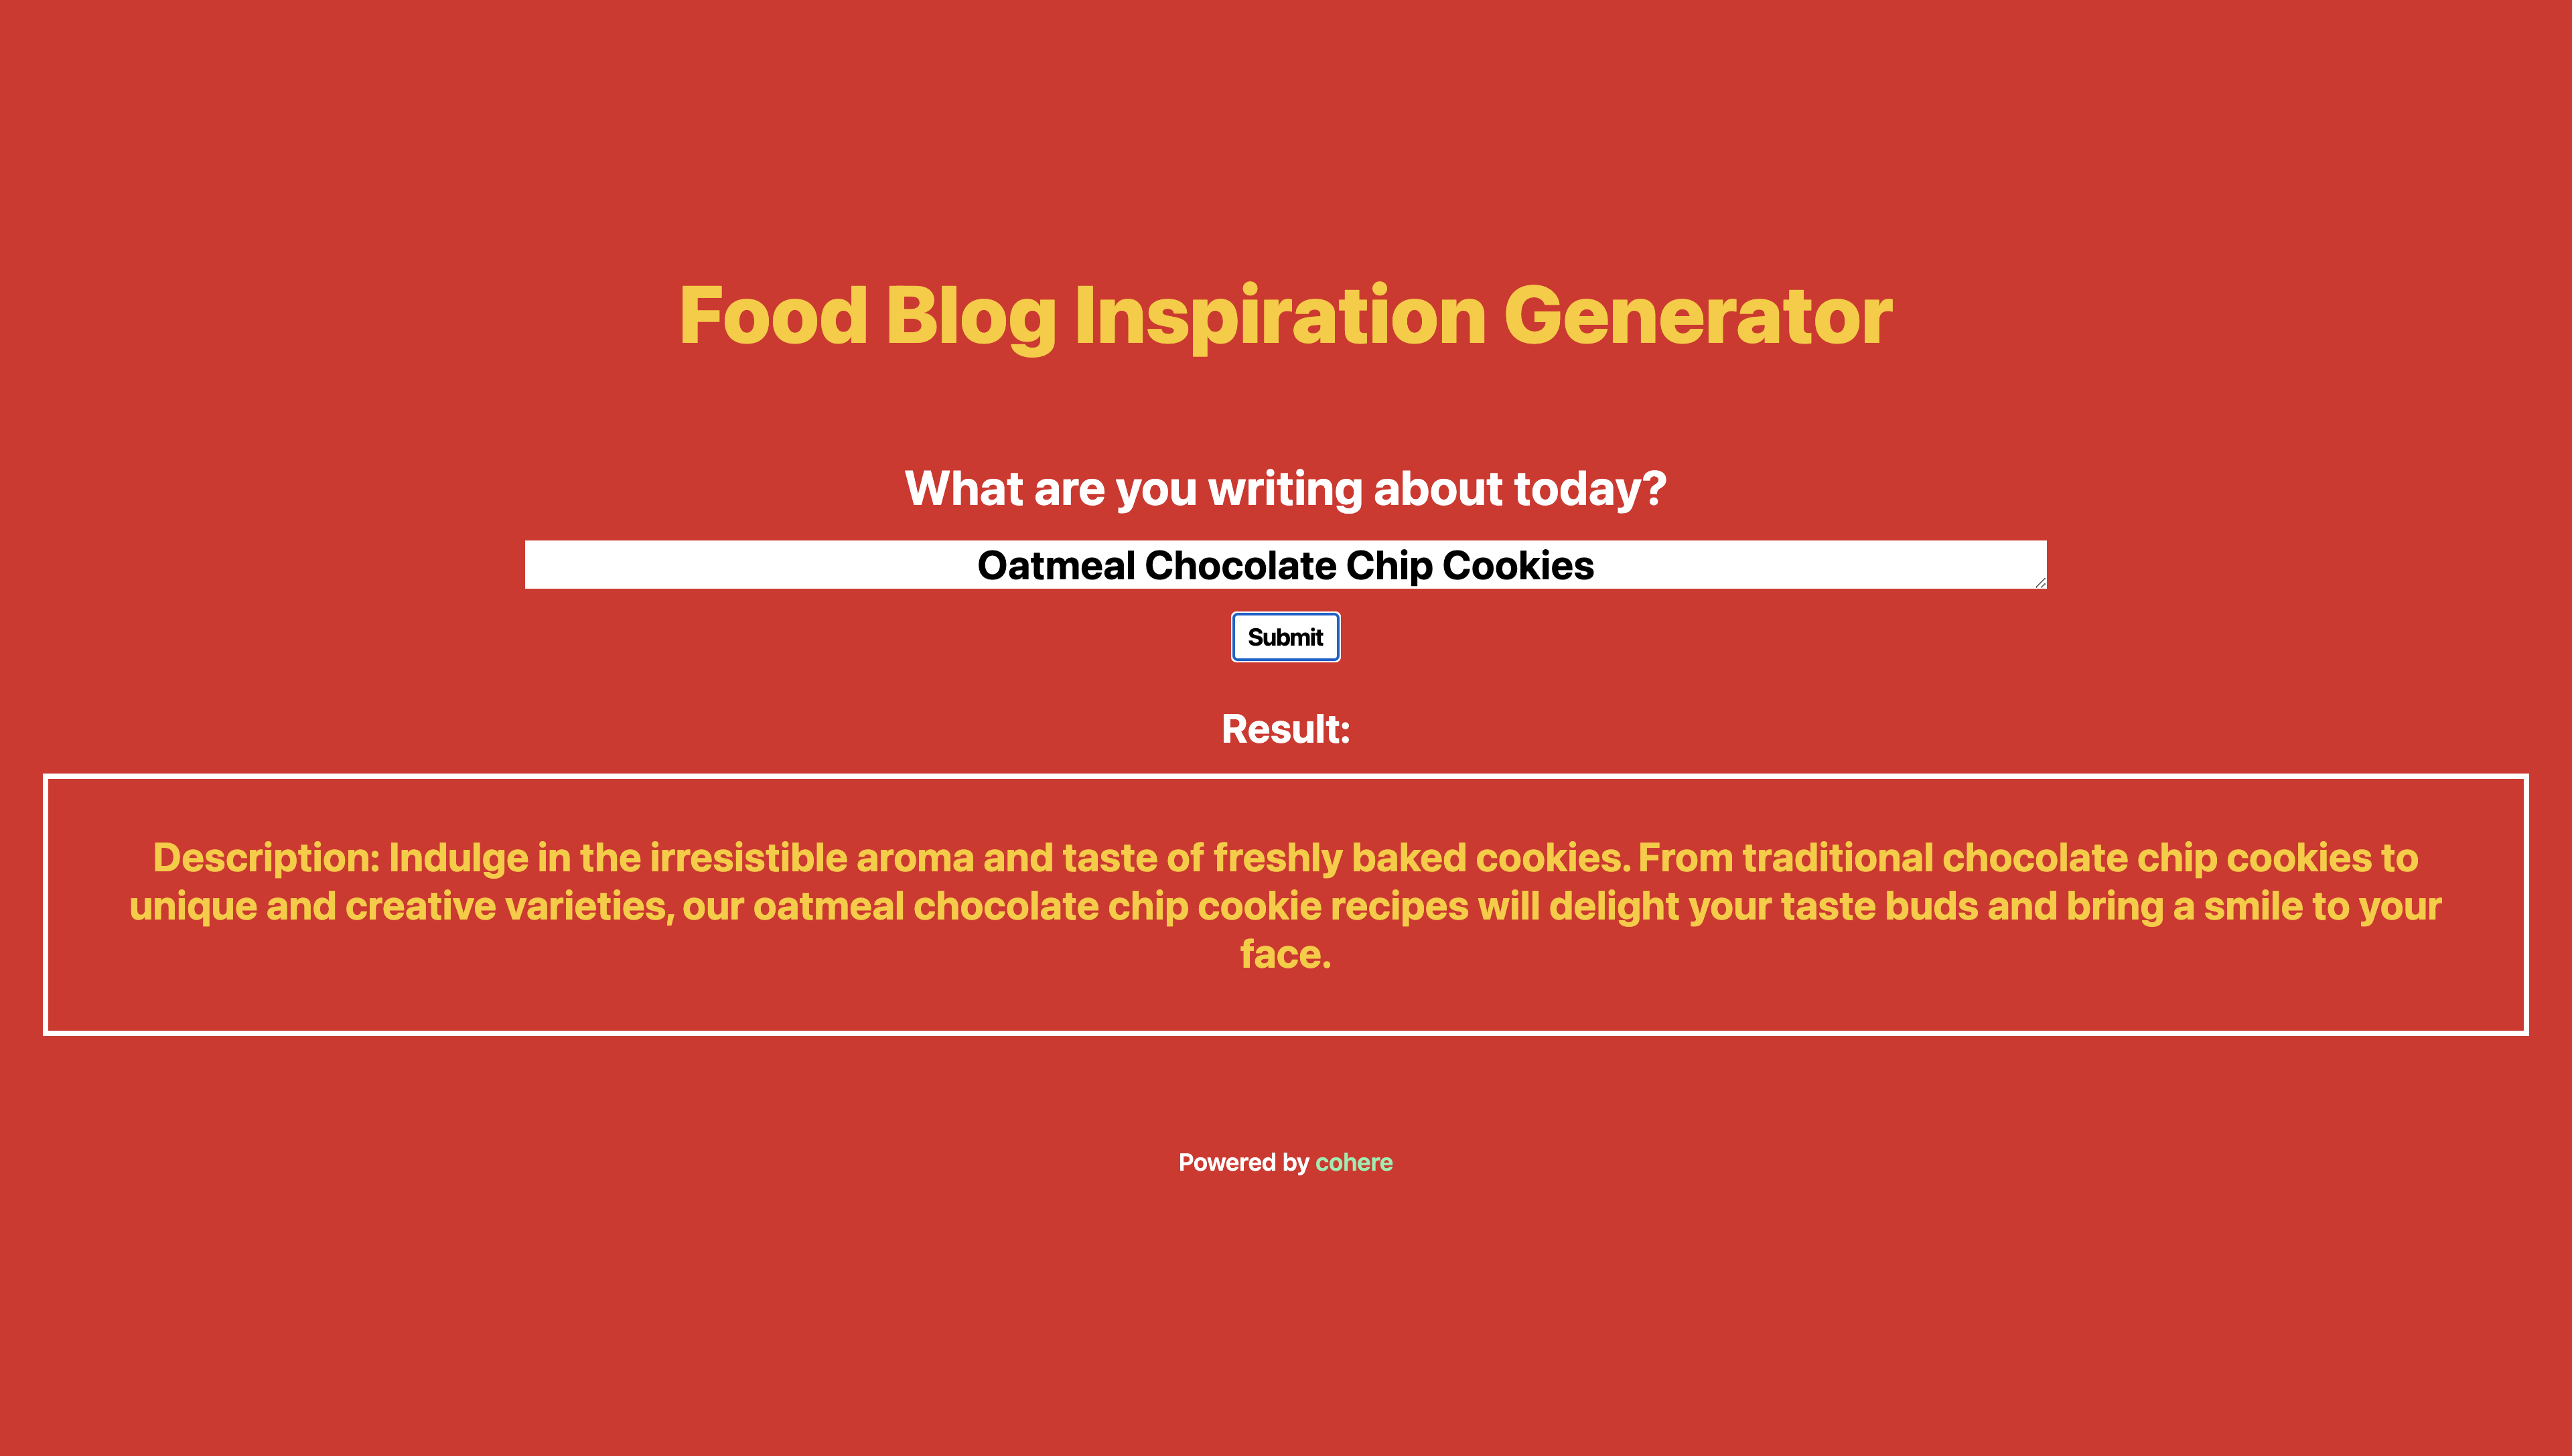 Food Blog Inspiration Generator
What are you writing about today?
Oatmeal Chocolate Chip Cookies
Submit
Result:
Description: Indulge in the irresistible aroma and taste of freshly baked cookies. From traditional chocolate chip cookies to
unique and creative varieties, our oatmeal chocolate chip cookie recipes will delight your taste buds and bring a smile to your
face.
Powered by cohere